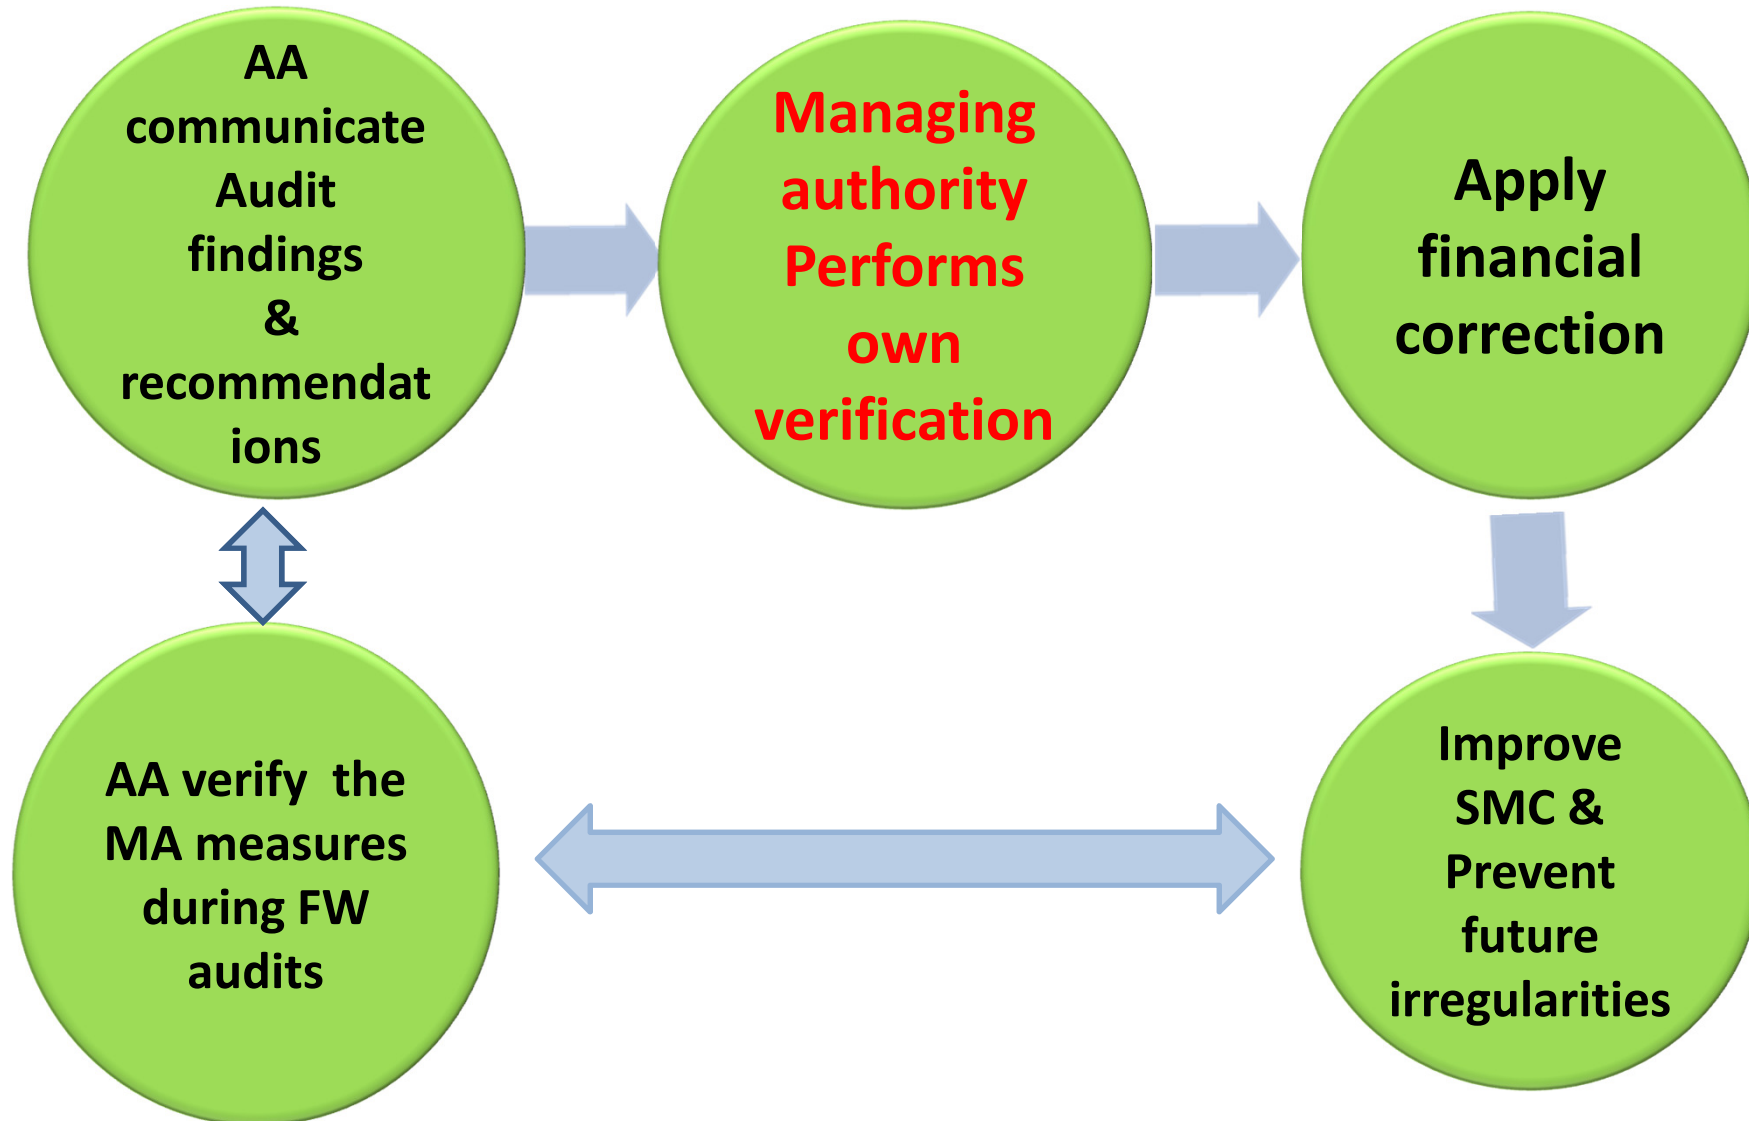 AA
communicate
Audit
findings
&
recommendat
ions
Managing
authority
Performs
own
verification
Apply
financial
correction
AA verify  the
MA measures
during FW
audits
Improve
SMC &
Prevent
future
irregularities